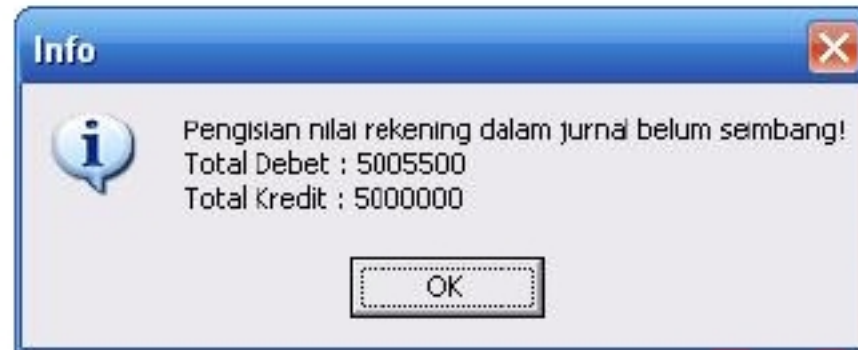 Info
Pengisian nilai rekening dalam jurnal belum seimbang!
Total Debet : 5005500
Total Kredit : 5000000
OK